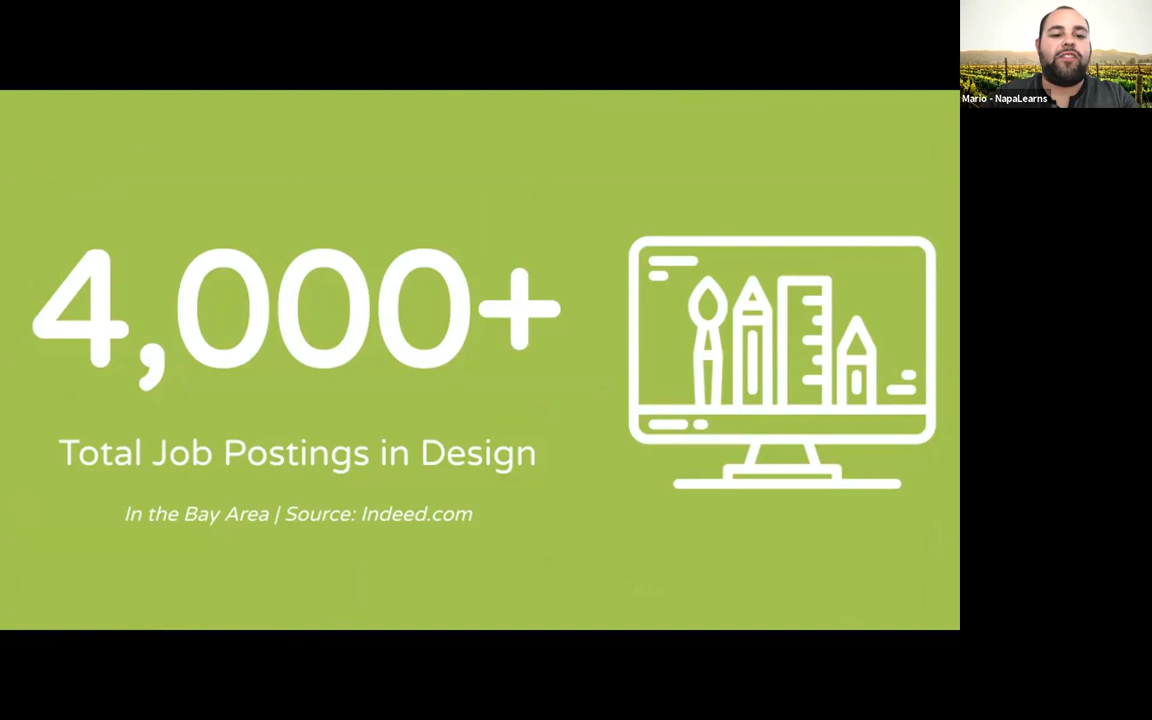 Mario - NapaLearns
4,000+
Total Job Postings in Design
In the Bay Area | Source: Indeed.com